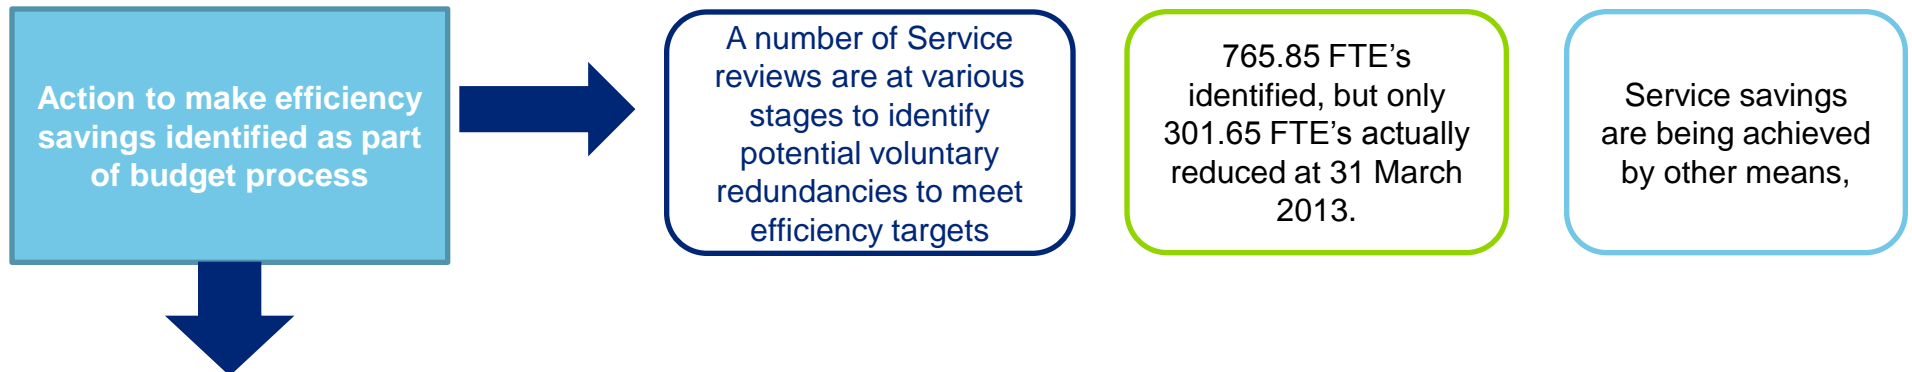 Action to make efficiency
savings identified as part
of budget process
A number of Service
reviews are at various
stages to identify
potential voluntary
redundancies to meet
efficiency targets
765.85 FTE’s
identified, but only
301.65 FTE’s actually
reduced at 31 March
2013.
Service savings
are being achieved
by other means,